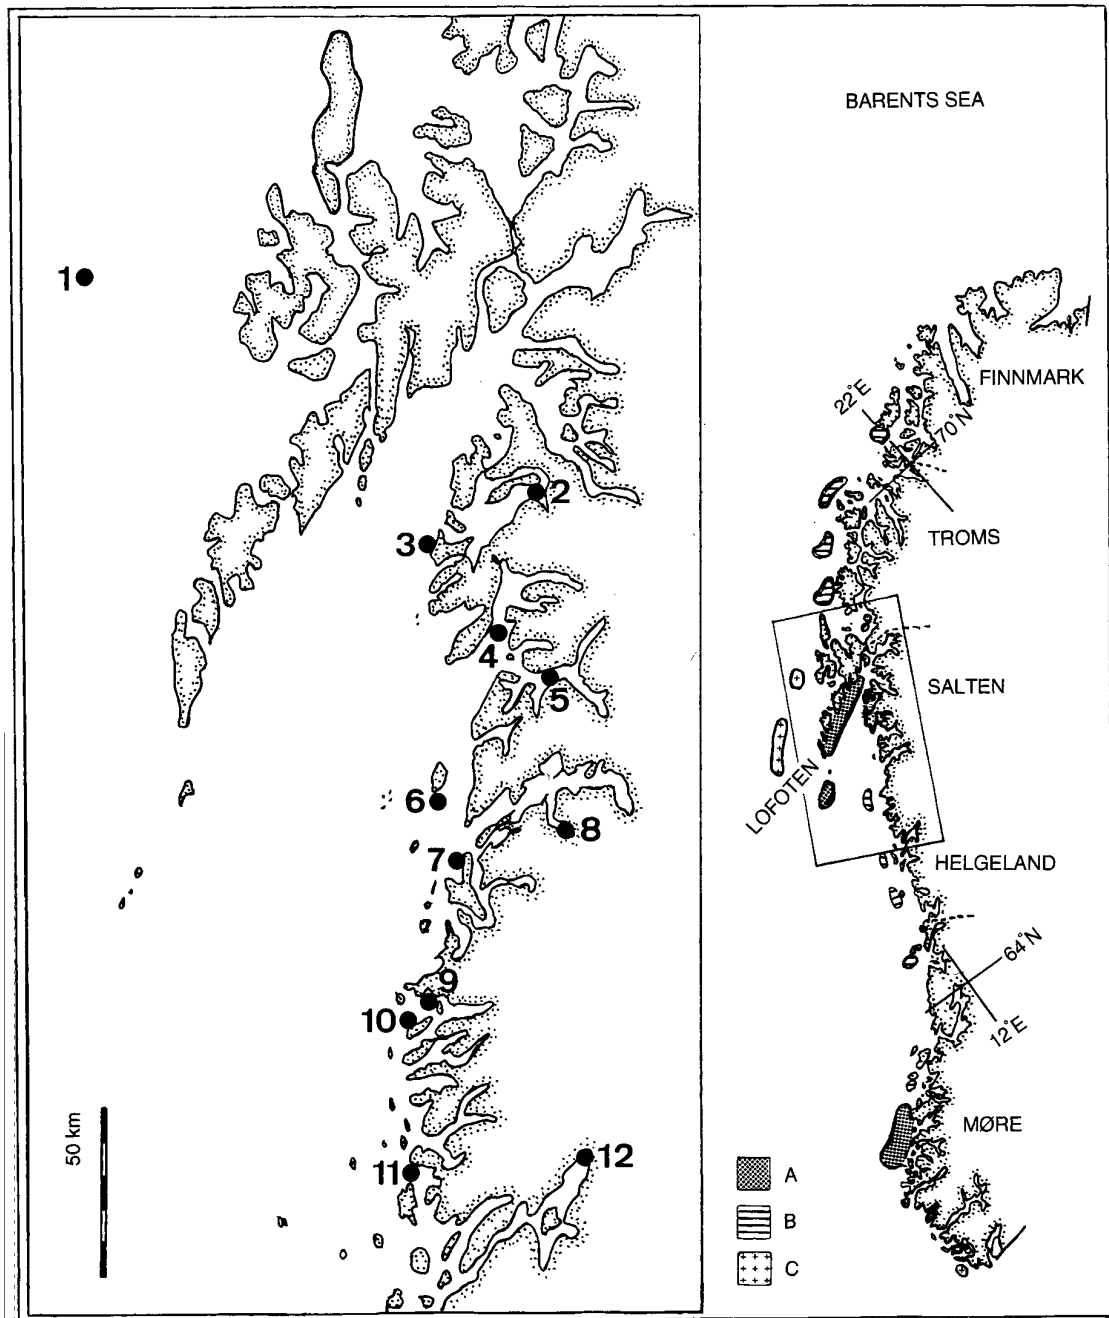 1
2
3
4
5
6
7
8
9
10
11
12
50 km
BARENTS SEA
FINNMARK
22°E
70°N
TROMS
SALTEN
LOFOTEN
HELGELAND
64°N
12°E
MØRE
A
B
C